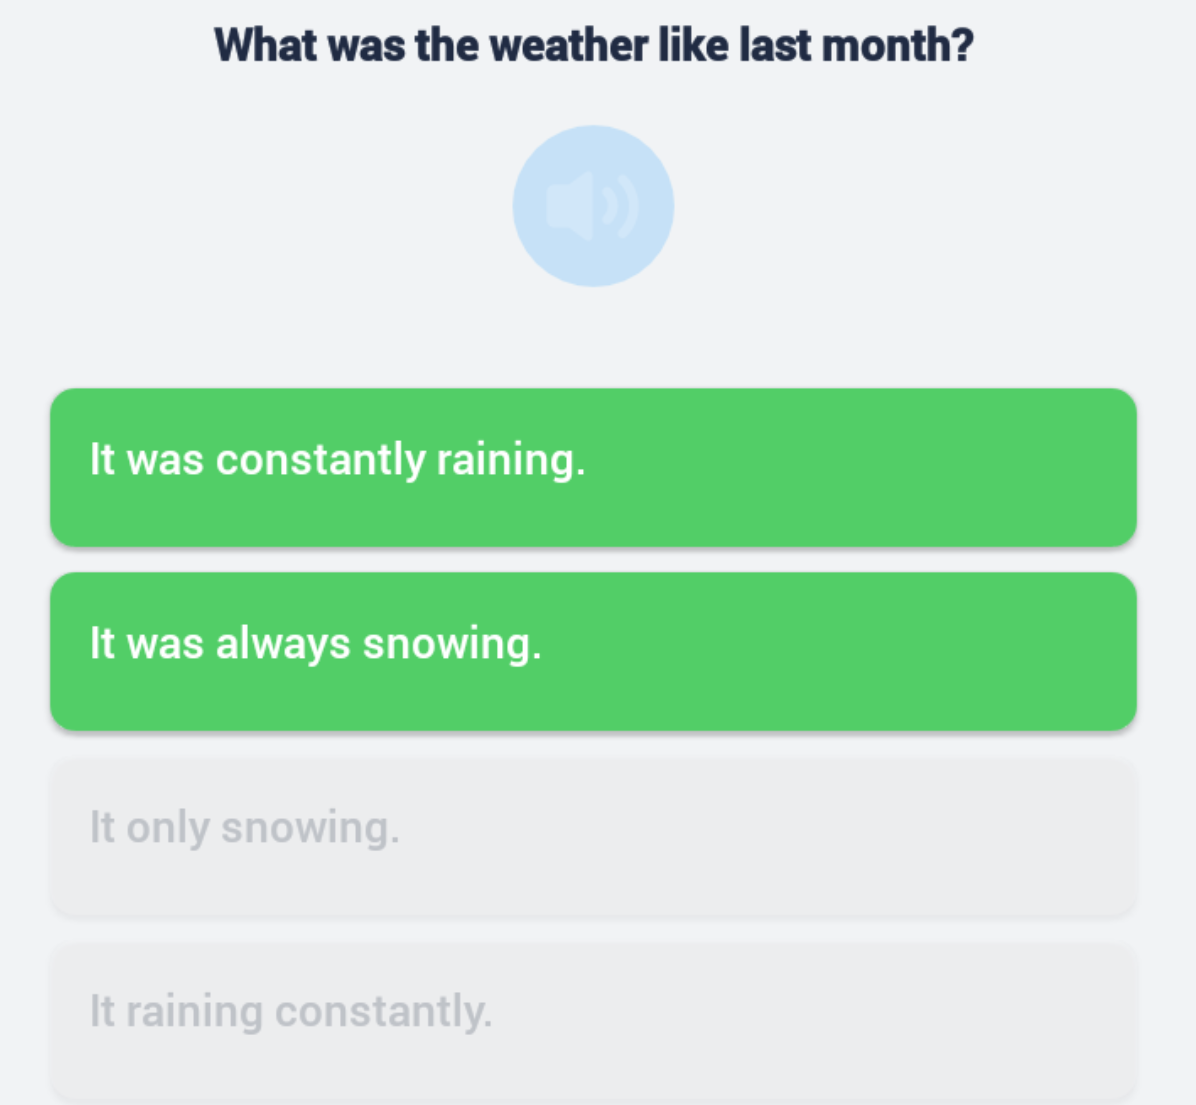 What was the weather like last month?
It was constantly raining.
It was always snowing.
It only snowing.
It raining constantly.